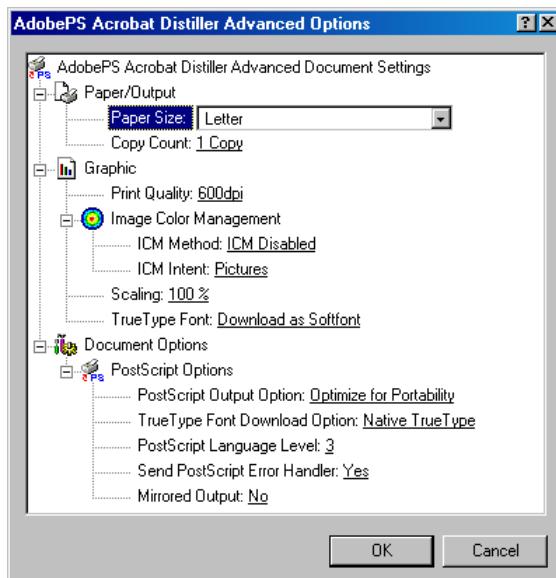 AdobePS Acrobat Distiller Advanced Options
AdobePS Acrobat Distiller Advanced Document Settings
Paper/Output
Paper Size: Letter
Copy Count: 1 Copy
Graphic
Print Quality: 600dpi
Image Color Management
ICM Method: ICM Disabled
ICM Intent: Pictures
Scaling: 100 %
TrueType Font: Download as Softfont
Document Options
PostScript Options
PostScript Output Option: Optimize for Portability
TrueType Font Download Option: Native TrueType
PostScript Language Level: 3
Send PostScript Error Handler: Yes
Mirrored Output: No
OK Cancel